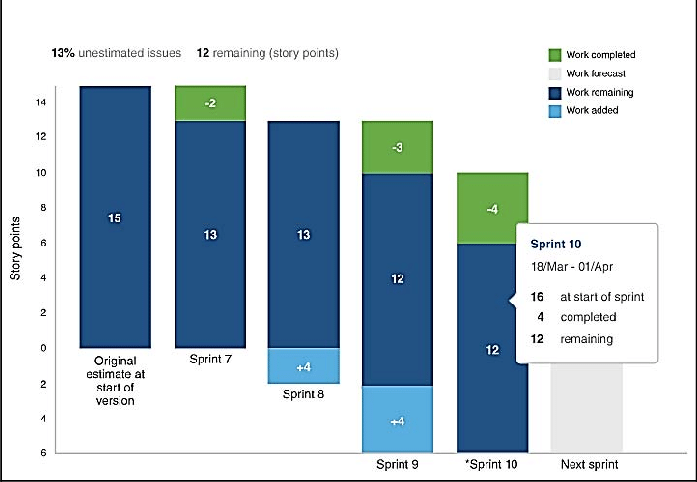 13% unestimated issues 12 remaining (story points)
Work completed
Work forecast
Work remaining
Work added
Story points
14
12
10
8
6
4
2
0
2
4
6
15
-2
13
13
+4
-3
12
+4
-4
12
Original
estimate at
start of
version
Sprint 7
Sprint 8
Sprint 9
*Sprint 10
Next sprint
Sprint 10
18/Mar - 01/Apr
16 at start of sprint
4 completed
12 remaining